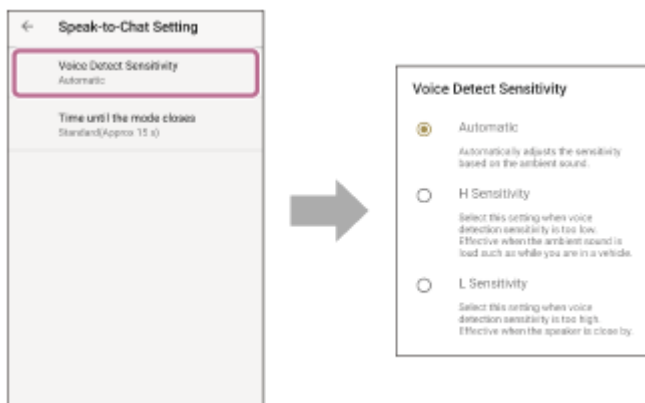 ← Speak-to-Chat Setting
Voice Detect Sensitivity
Automatic
Time until the mode closes
Standard(Approx 15 s)
Voice Detect Sensitivity
Automatic
Automatically adjusts the sensitivity
based on the ambient sound.
H Sensitivity
Select this setting when voice
detection sensitivity is too low.
Effective when the ambient sound is
loud such as while you are in a vehicle.
L Sensitivity
Select this setting when voice
detection sensitivity is too high.
Effective when the speaker is close by.